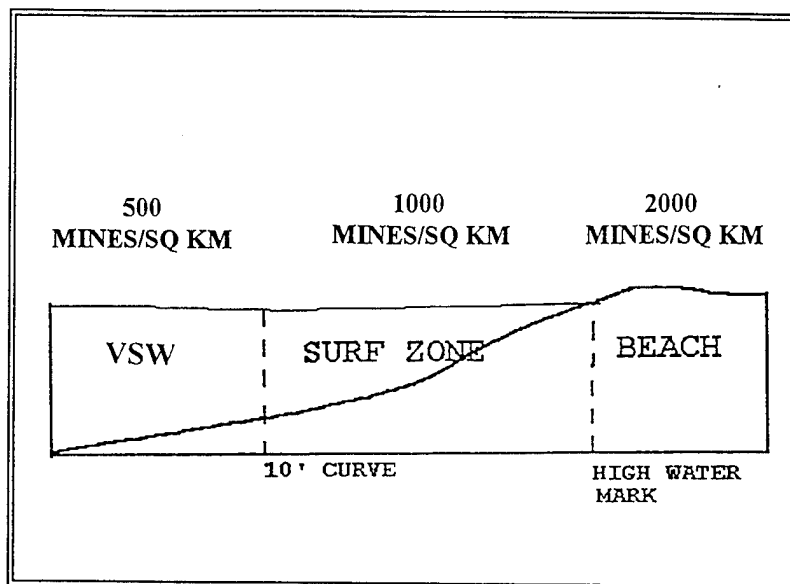 500
MINES/SQ KM
1000
MINES/SQ KM
2000
MINES/SQ KM
VSW
SURF ZONE
BEACH
10' CURVE
HIGH WATER
MARK